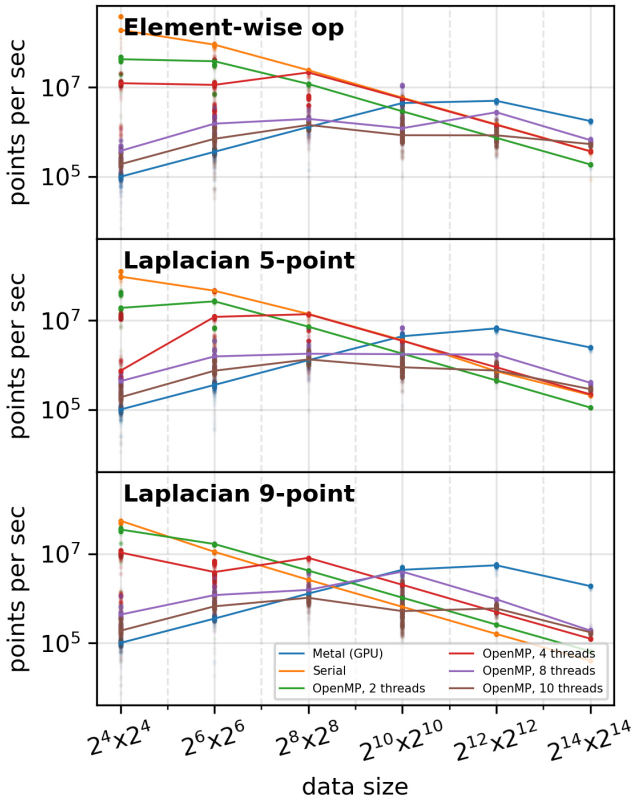 Element-wise op
points per sec
10^7
10^5
Laplacian 5-point
points per sec
10^7
10^5
Laplacian 9-point
points per sec
10^7
10^5
Metal (GPU)
Serial
OpenMP, 2 threads
OpenMP, 4 threads
OpenMP, 8 threads
OpenMP, 10 threads
2^4x2^4
2^6x2^6
2^8x2^8
2^10x2^10
2^12x2^12
2^14x2^14
data size